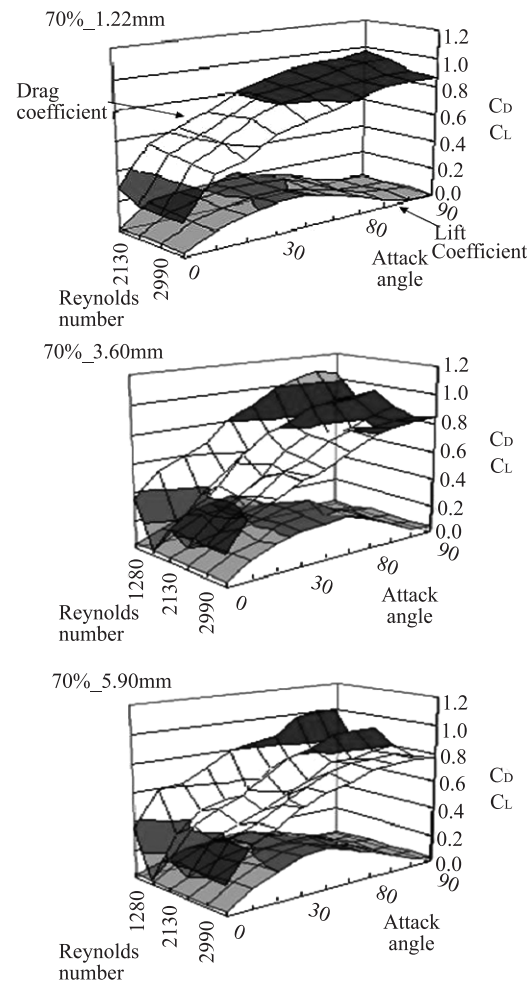 70%_1.22mm
1.2
1.0
0.8
0.6
0.4
0.2
0.0
CD
CL
Drag
coefficient
2130
2990
Reynolds
number
0
30
80
90
Attack
angle
Lift
Coefficient
70%_3.60mm
1.2
1.0
0.8
0.6
0.4
0.2
0.0
CD
CL
1280
2130
2990
Reynolds
number
0
30
80
90
Attack
angle
70%_5.90mm
1.2
1.0
0.8
0.6
0.4
0.2
0.0
CD
CL
1280
2130
2990
Reynolds
number
0
30
80
90
Attack
angle